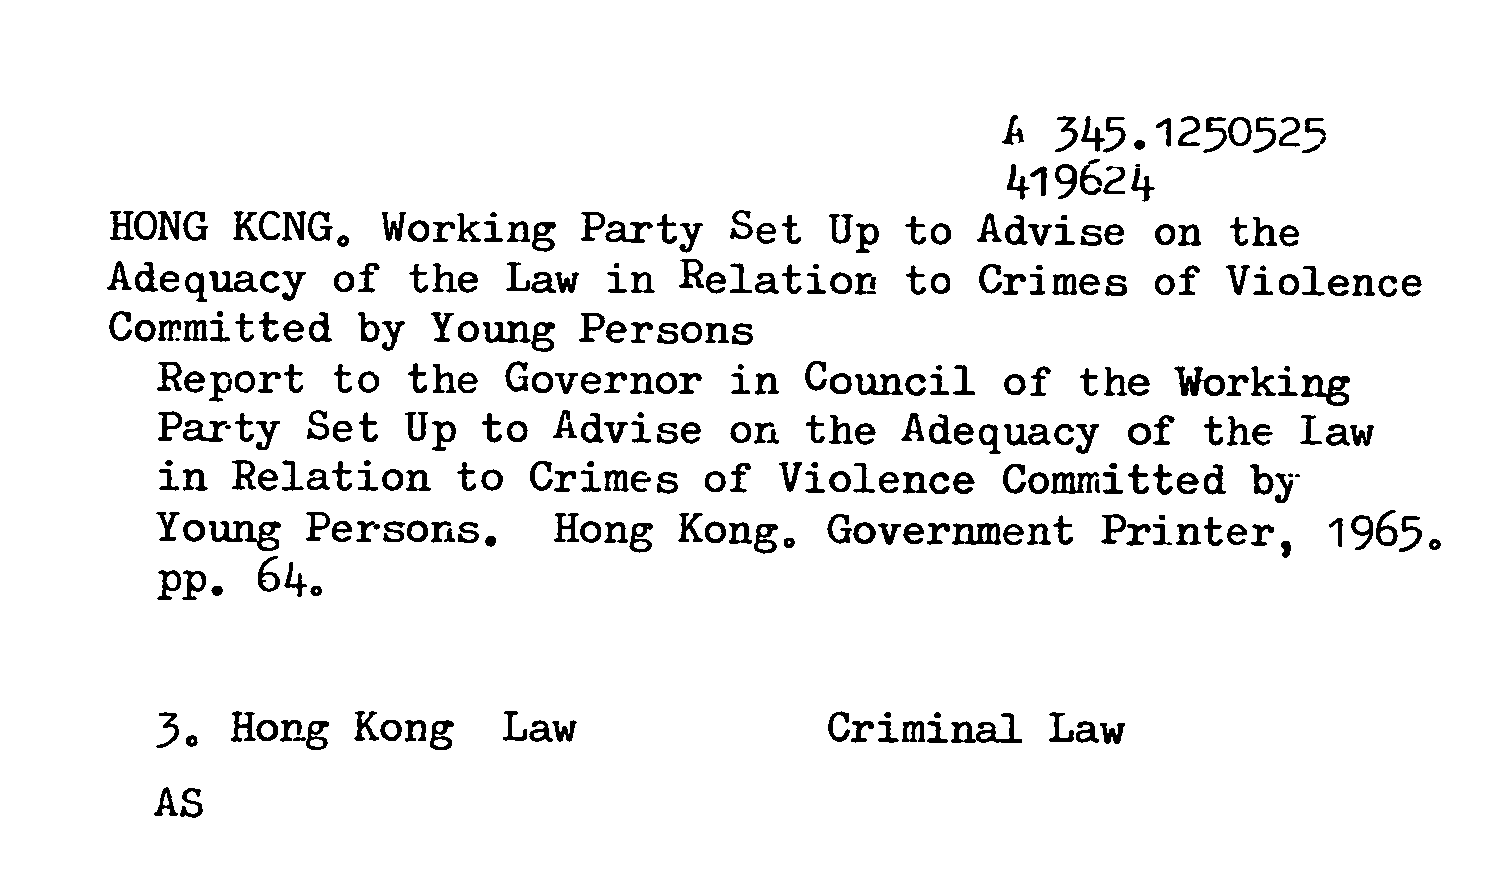 A 345.1250525
419624
HONG KONG. Working Party Set Up to Advise on the
Adequacy of the Law in Relation to Crimes of Violence
Committed by Young Persons
Report to the Governor in Council of the Working
Party Set Up to Advise on the Adequacy of the Law
in Relation to Crimes of Violence Committed by
Young Persons. Hong Kong. Government Printer, 1965.
pp. 64.
3. Hong Kong Law Criminal Law
AS